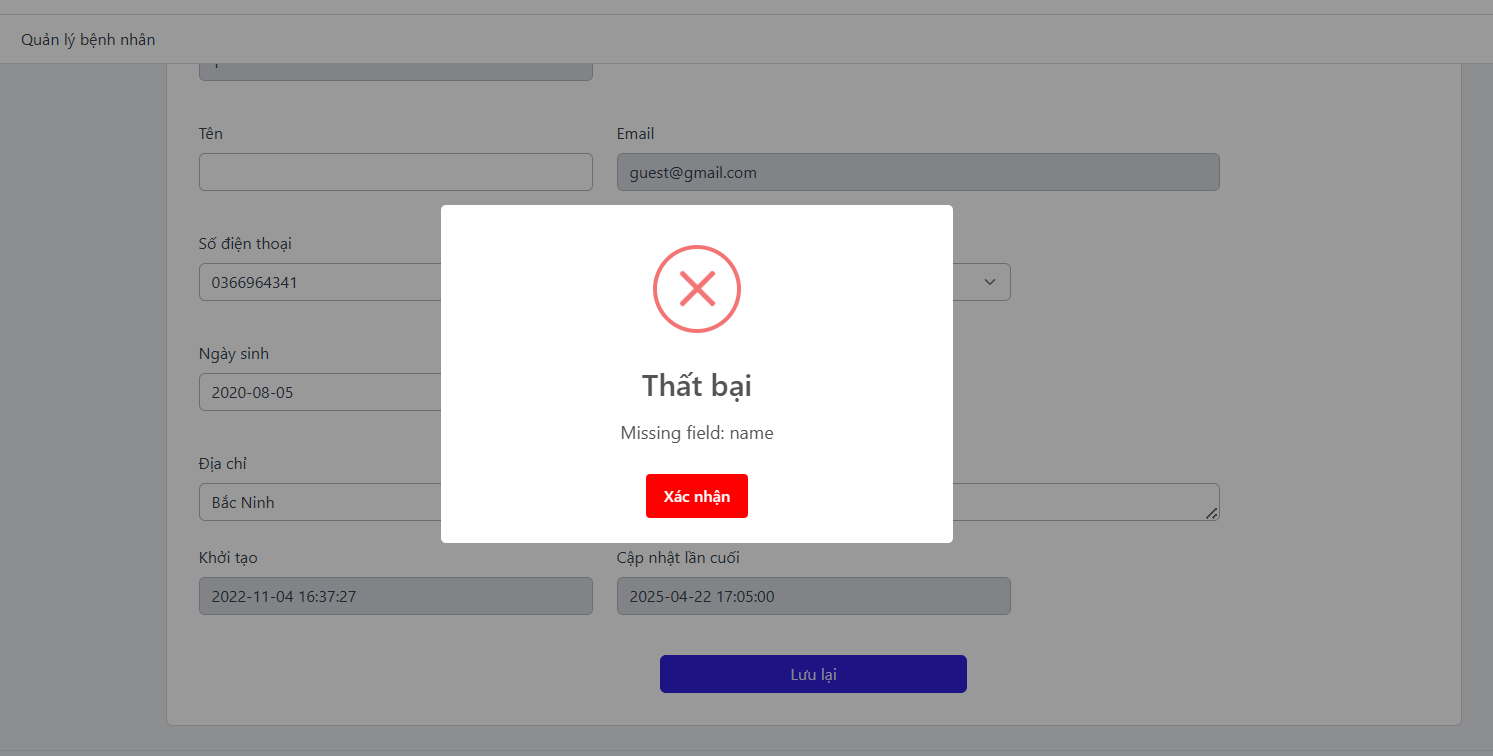 Quản lý bệnh nhân
Tên
Email
guest@gmail.com
Số điện thoại
0366964341
Ngày sinh
2020-08-05
Địa chỉ
Bắc Ninh
Thất bại
Missing field: name
Xác nhận
Khởi tạo
Cập nhật lần cuối
2022-11-04 16:37:27
2025-04-22 17:05:00
Lưu lại